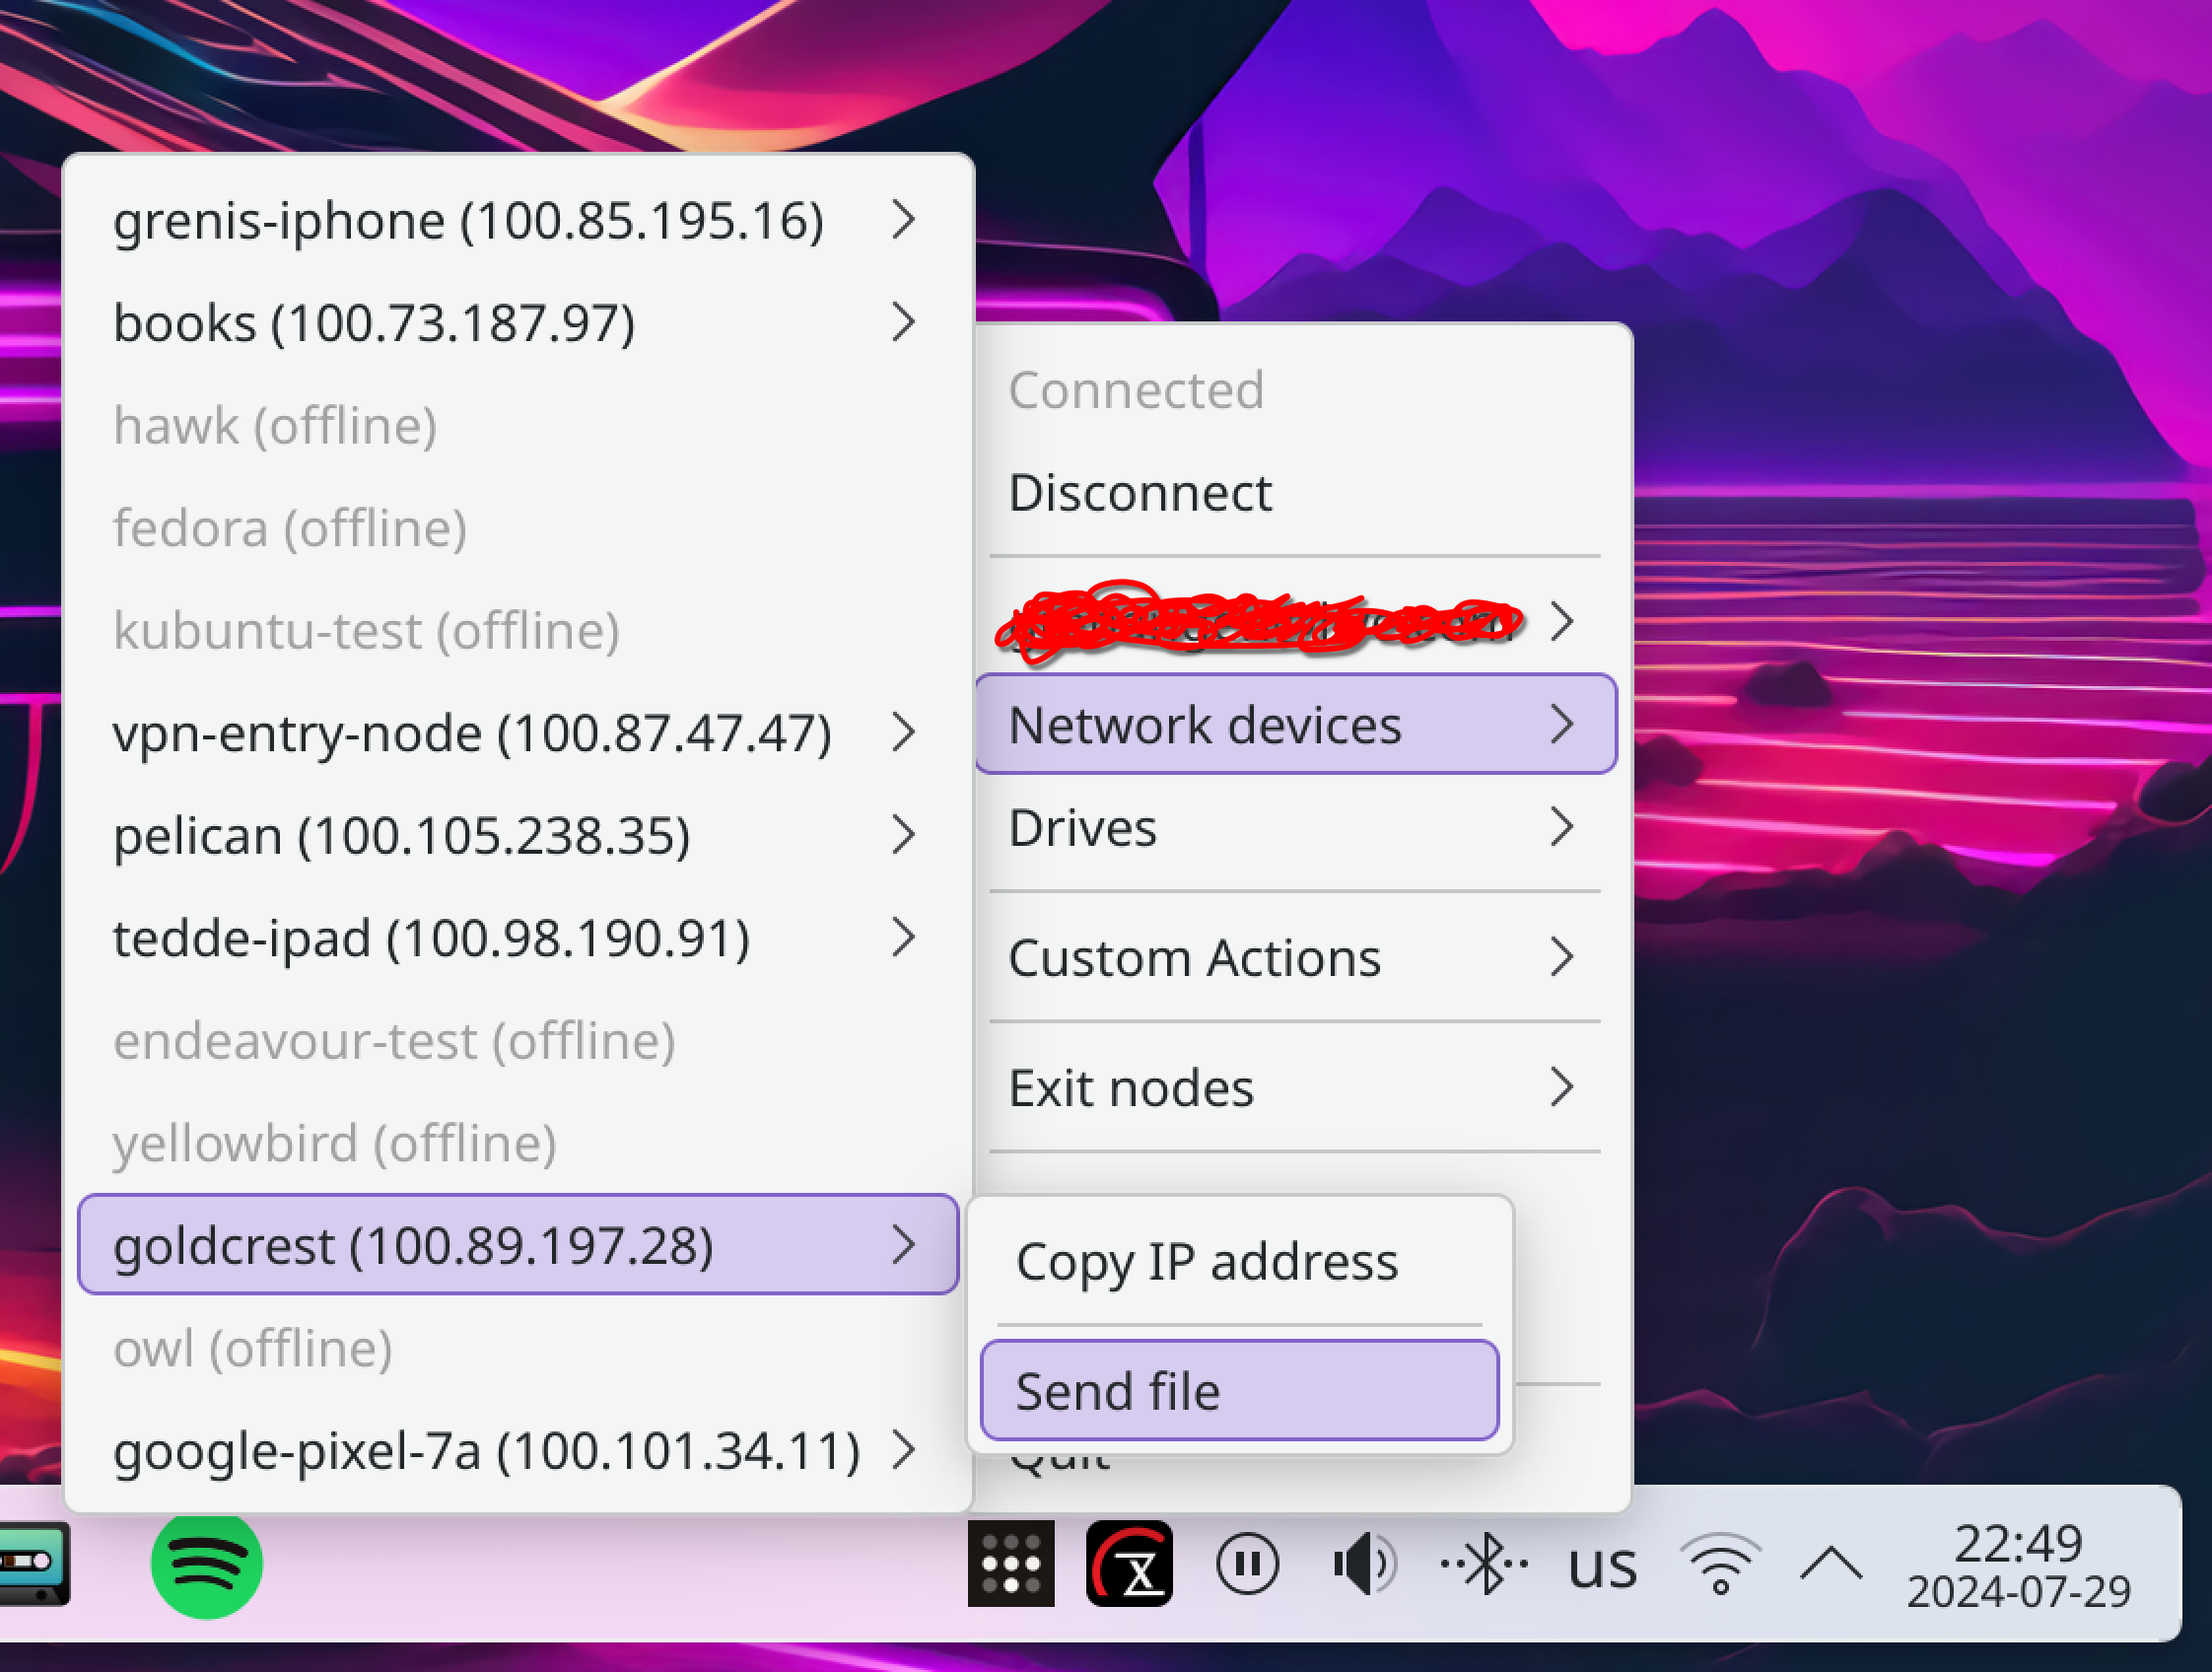 grenis-iphone (100.85.195.16)
books (100.73.187.97)
hawk (offline)
fedora (offline)
kubuntu-test (offline)
vpn-entry-node (100.87.47.47)
pelican (100.105.238.35)
tedde-ipad (100.98.190.91)
endeavour-test (offline)
yellowbird (offline)
goldcrest (100.89.197.28)
owl (offline)
google-pixel-7a (100.101.34.11)
Connected
Disconnect
Network devices
Drives
Custom Actions
Exit nodes
Copy IP address
Send file
Quit
us
22:49
2024-07-29